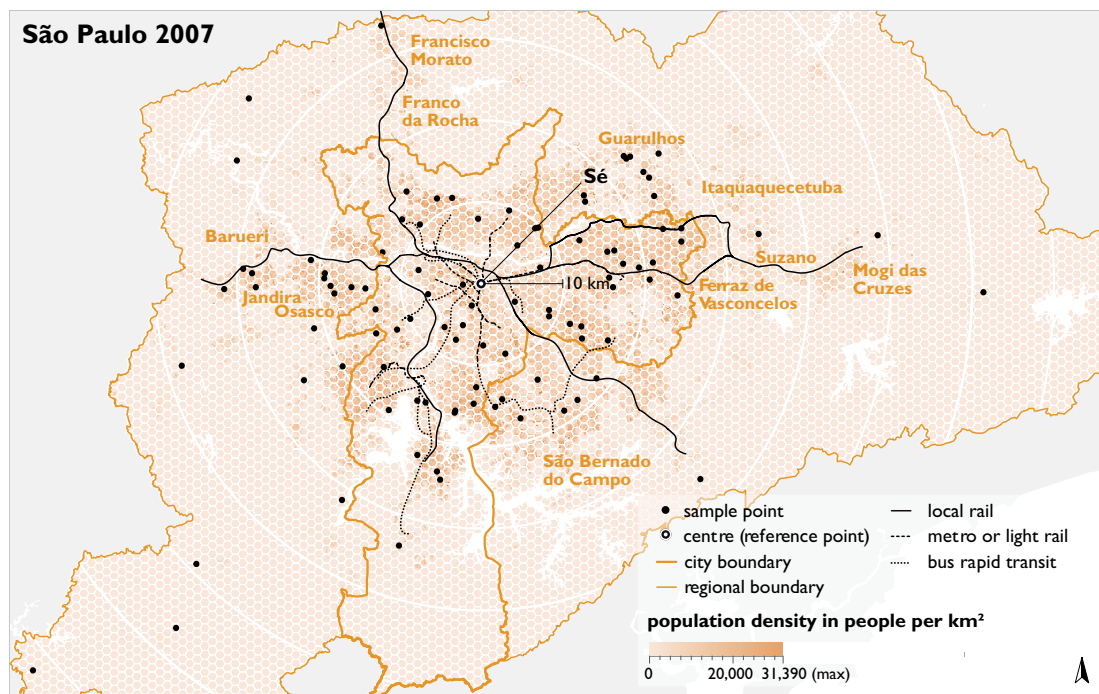 São Paulo 2007
Francisco
Morato
Franco
da Rocha
Guarulhos
Sé
Itaquaquecetuba
Barueri
Suzano
Mogi das
Cruzes
10 km
Ferraz de
Vasconcelos
Jandira
Osasco
São Bernado
do Campo
sample point
local rail
centre (reference point)
metro or light rail
city boundary
bus rapid transit
regional boundary
population density in people per km²
0 20,000 31,390 (max)